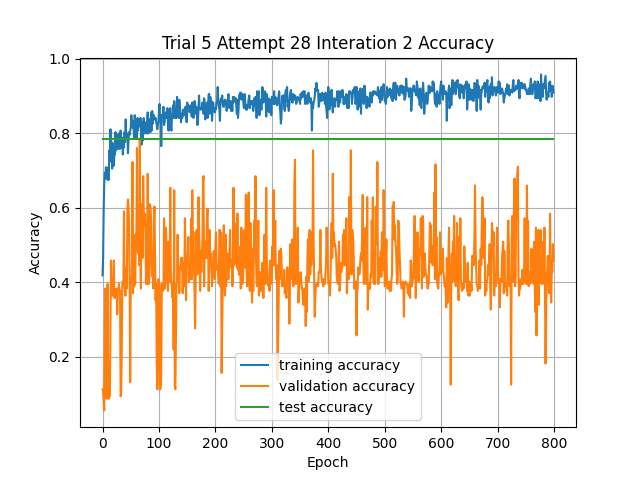 Trial 5 Attempt 28 Interation 2 Accuracy
1.0
0.8
0.6
0.4
0.2
Accuracy
training accuracy
validation accuracy
test accuracy
0 100 200 300 400 500 600 700 800
Epoch